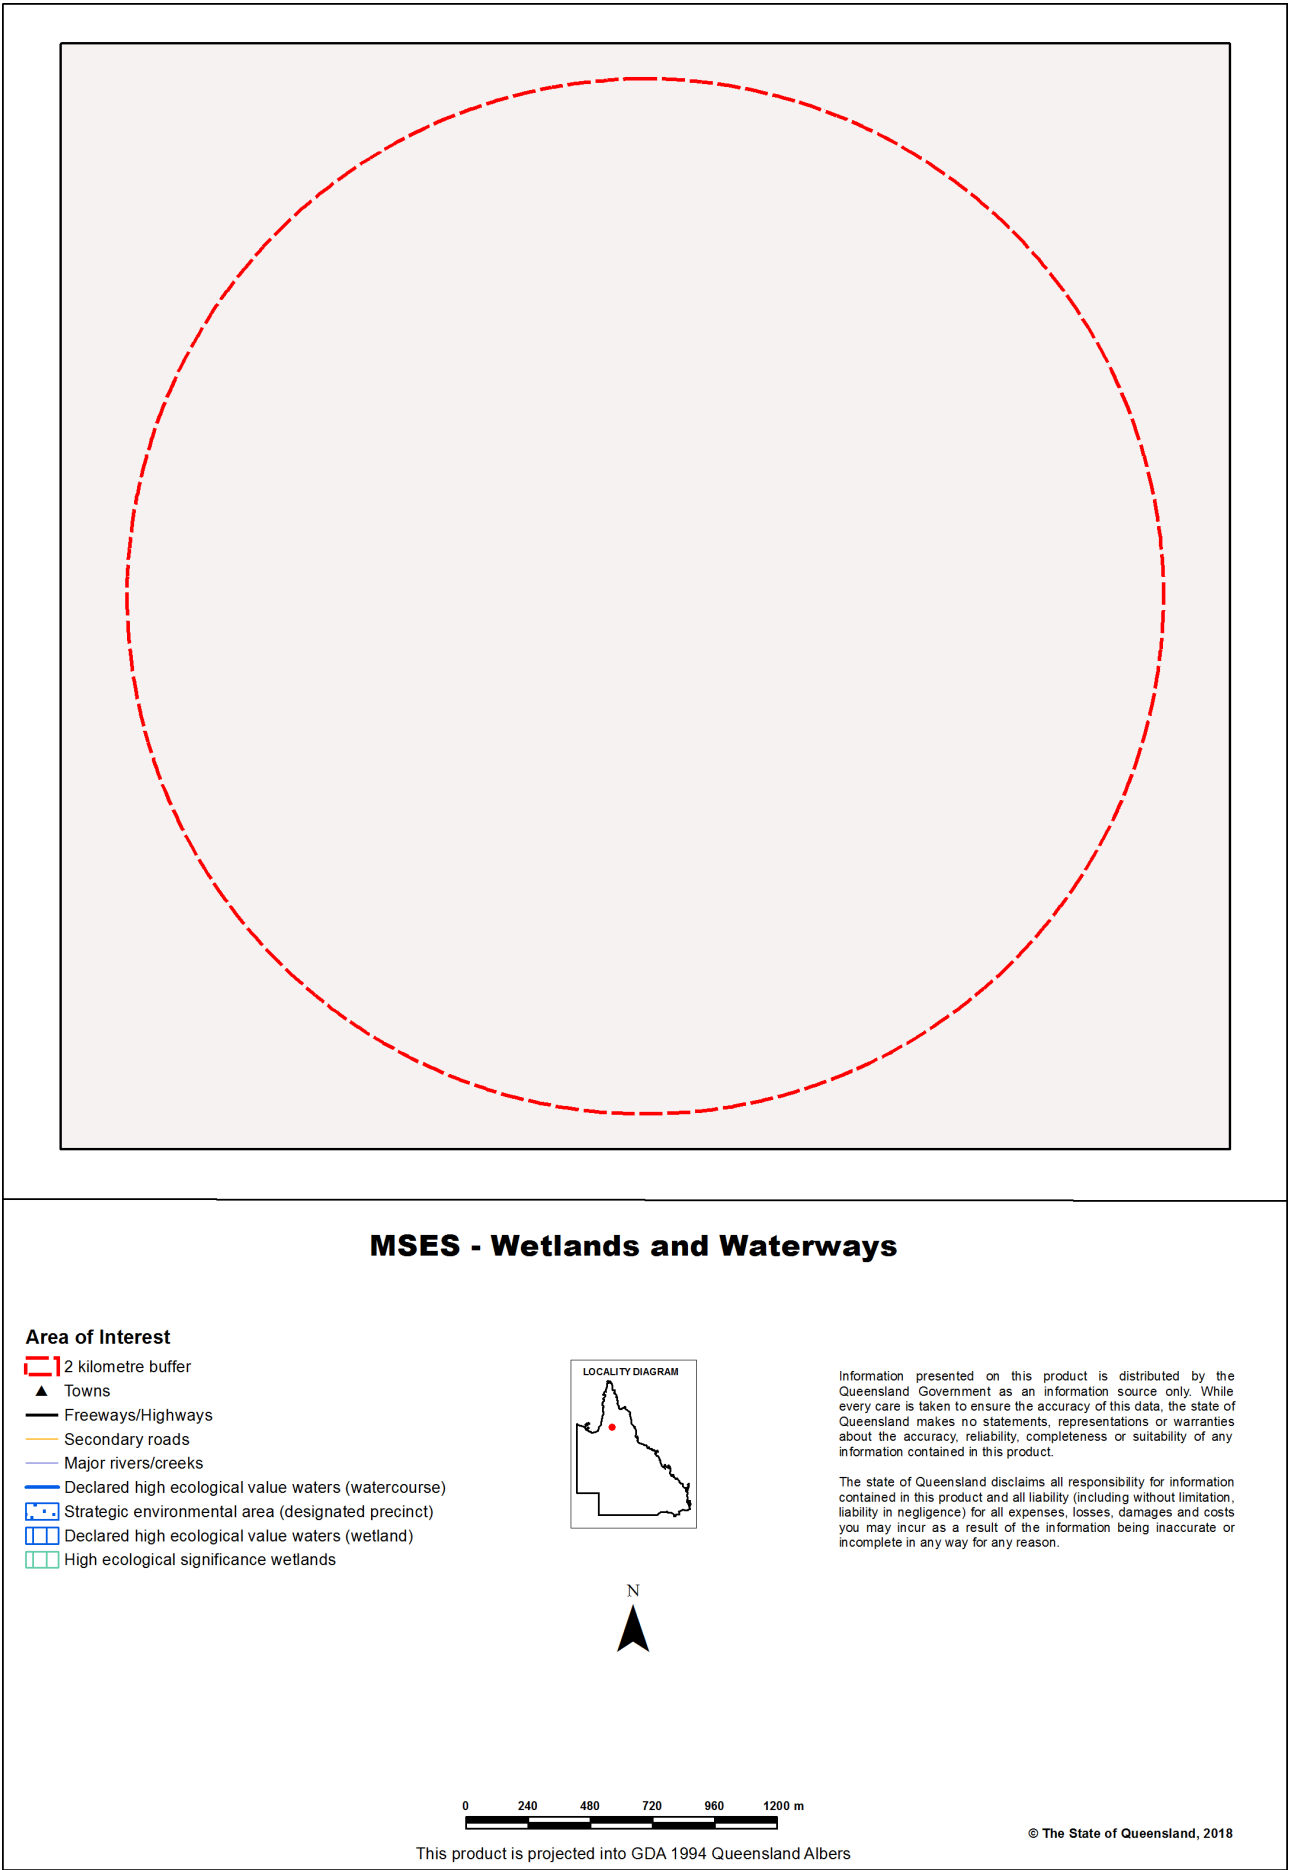 MSES - Wetlands and Waterways
Area of Interest
2 kilometre buffer
Towns
Freeways/Highways
Secondary roads
Major rivers/creeks
Declared high ecological value waters (watercourse)
Strategic environmental area (designated precinct)
Declared high ecological value waters (wetland)
High ecological significance wetlands
LOCALITY DIAGRAM
N
Information presented on this product is distributed by the
Queensland Government as an information source only. While
every care is taken to ensure the accuracy of this data, the state of
Queensland makes no statements, representations or warranties
about the accuracy, reliability, completeness or suitability of any
information contained in this product.
The state of Queensland disclaims all responsibility for information
contained in this product and all liability (including without limitation,
liability in negligence) for all expenses, losses, damages and costs
you may incur as a result of the information being inaccurate or
incomplete in any way for any reason.
0 240 480 720 960 1200 m
This product is projected into GDA 1994 Queensland Albers
© The State of Queensland, 2018